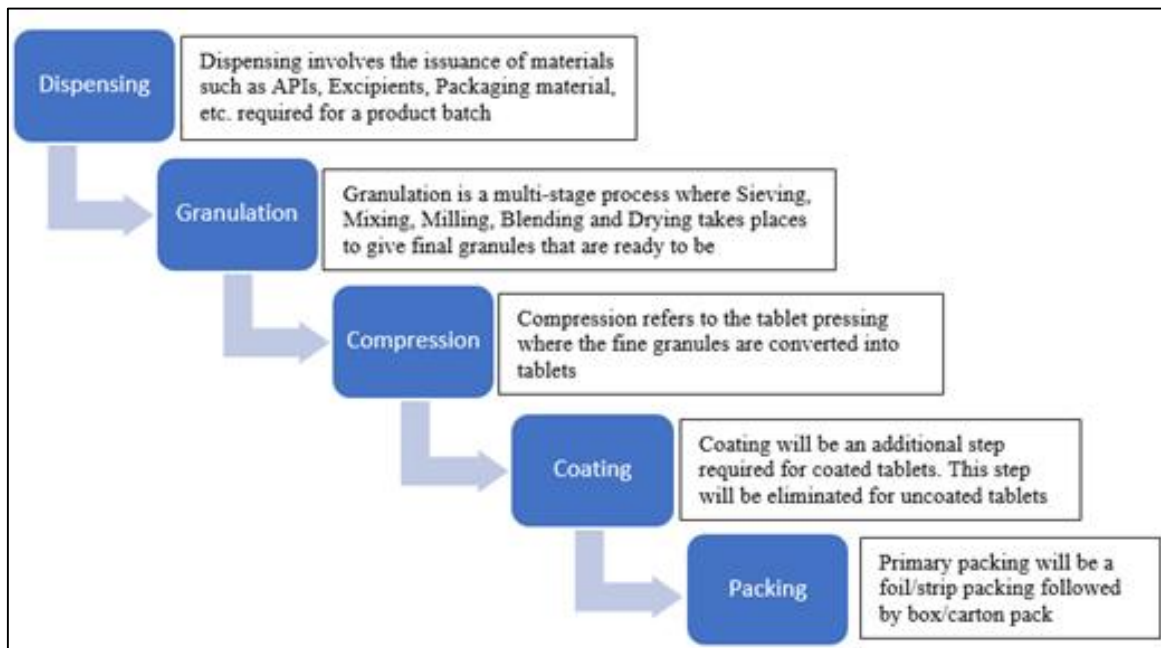 Dispensing
Dispensing involves the issuance of materials
such as APIs, Excipients, Packaging material,
etc. required for a product batch
Granulation
Granulation is a multi-stage process where Sieving,
Mixing, Milling, Blending and Drying takes places
to give final granules that are ready to be
Compression
Compression refers to the tablet pressing
where the fine granules are converted into
tablets
Coating
Coating will be an additional step
required for coated tablets. This step
will be eliminated for uncoated tablets
Packing
Primary packing will be a
foil/strip packing followed
by box/carton pack